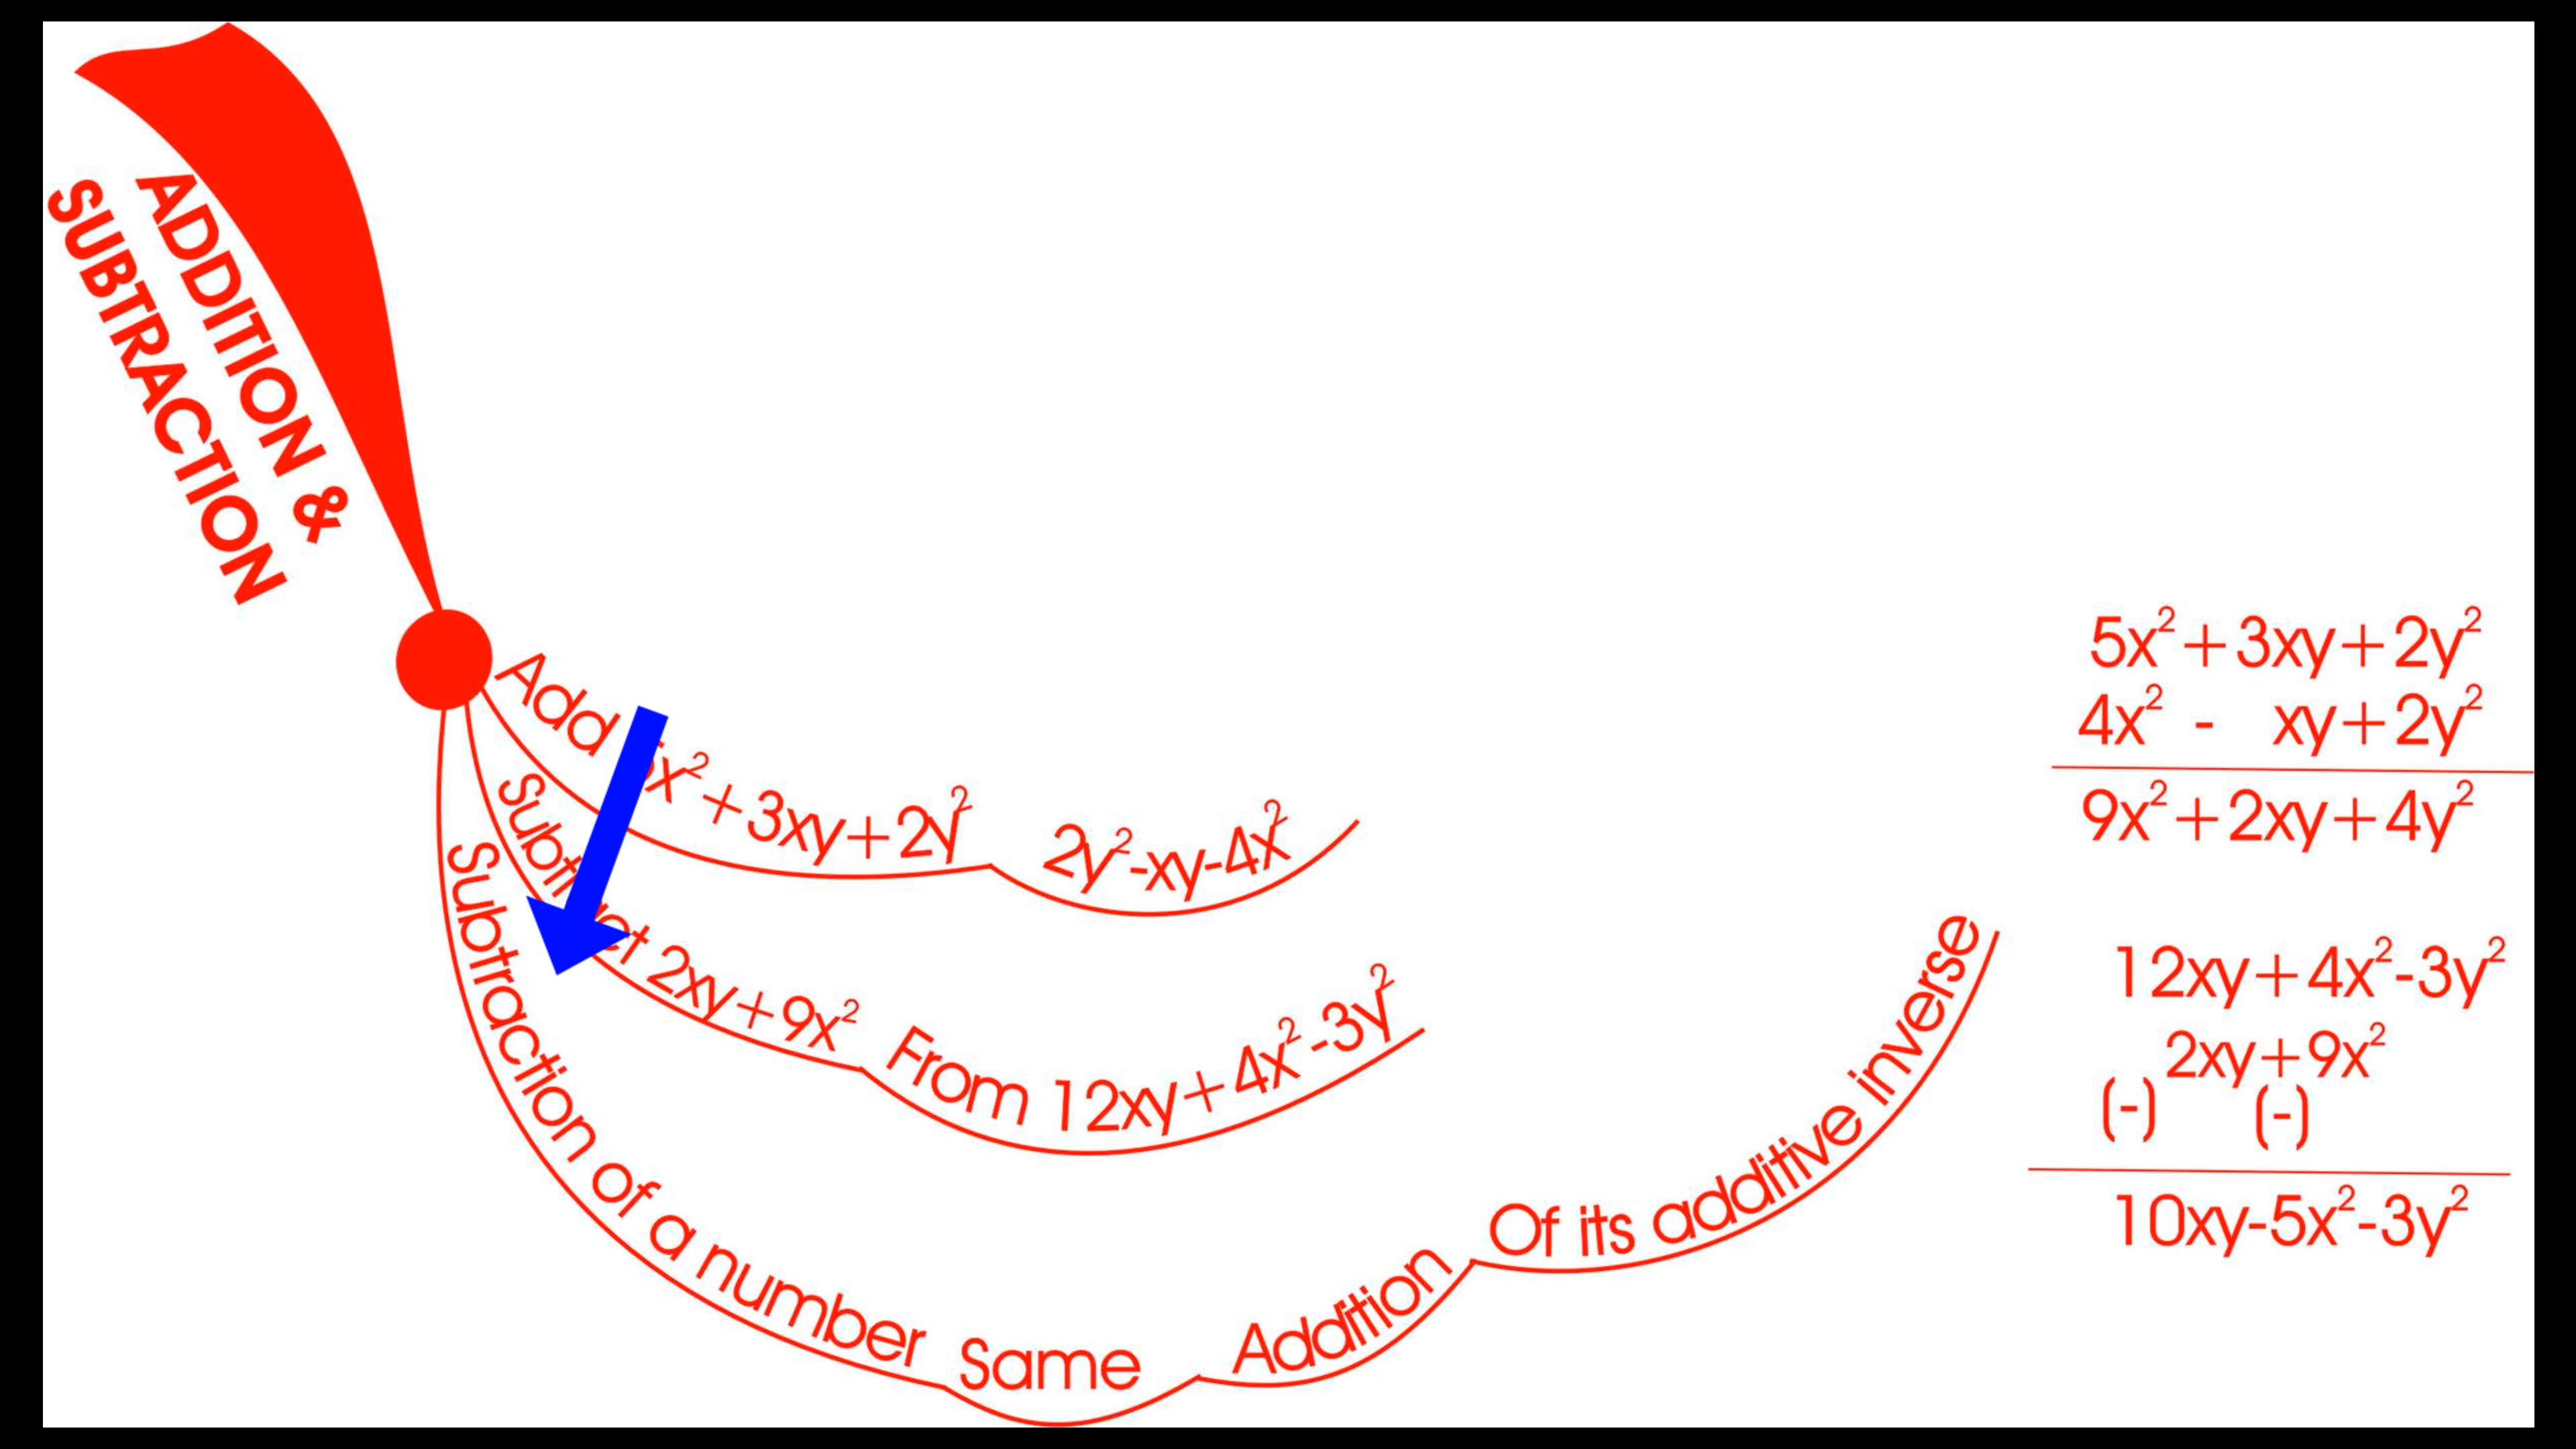 ADDITION &
SUBTRACTION
Add 5x²+3xy+2y² 2y²-xy-4x²
2xy+9x² From 12xy+4x²-3y²
Subtraction of a number Same Addition Of its additive inverse
5x²+3xy+2y²
4x² - xy+2y²
9x²+2xy+4y²
12xy+4x²-3y²
2xy+9x²
(-) (-)
10xy-5x²-3y²